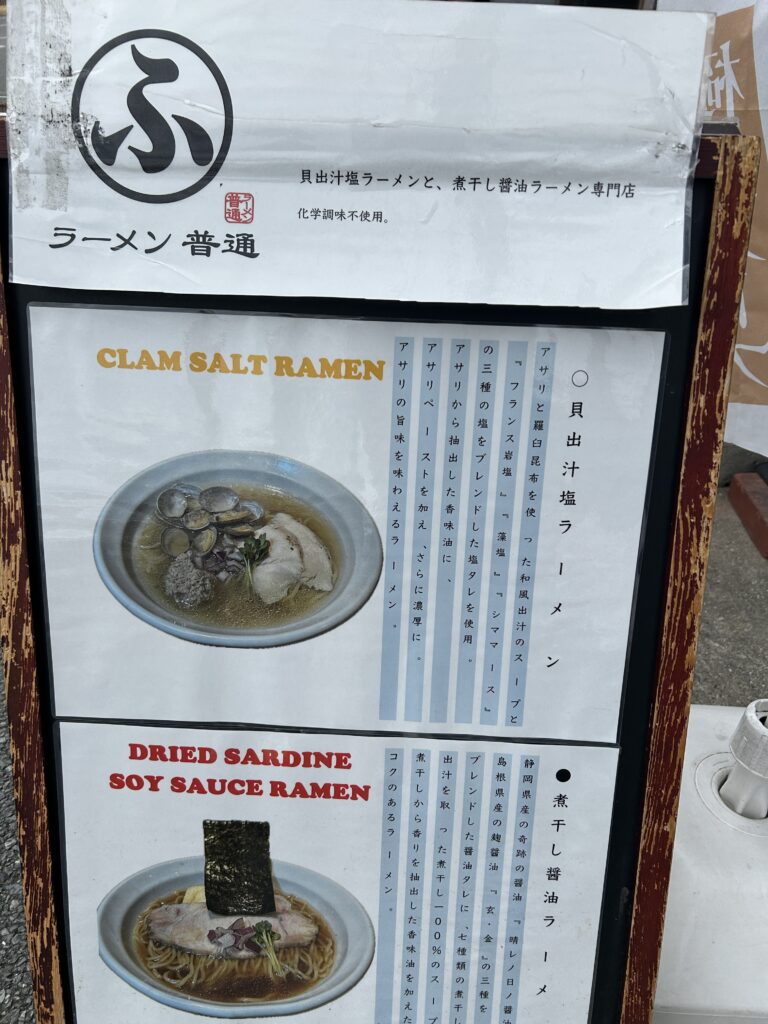 ふ
ラーメン 普通
ラーメン
普通
貝出汁塩ラーメンと、煮干し醤油ラーメン専門店
化学調味不使用。
CLAM SALT RAMEN
○貝出汁塩ラーメン
アサリと羅臼昆布を使った和風出汁のスープと
『フランス岩塩』『藻塩』『シママース』
の三種の塩をブレンドした塩タレを使用。
アサリから抽出した香味油に、
アサリペーストを加え、さらに濃厚に。
アサリの旨味を味わえるラーメン。
DRIED SARDINE
SOY SAUCE RAMEN
●煮干し醤油ラーメ
静岡県産の奇跡の醤油『晴レノ日ノ醤油
島根県産の麹醤油『玄・金』の三種を
ブレンドした醤油タレに、七種類の煮干し
出汁を取った煮干し100%のスープ
煮干しから香りを抽出した香味油を加えた
コクのあるラーメン。